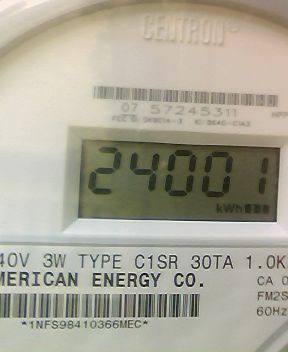 CENTRON
07 57245311
24001
kWh
40V 3W TYPE C1SR 30TA 1.0K
MERICAN ENERGY CO.
CA 0
FM2S
60Hz
*1NFS98410366MEC*